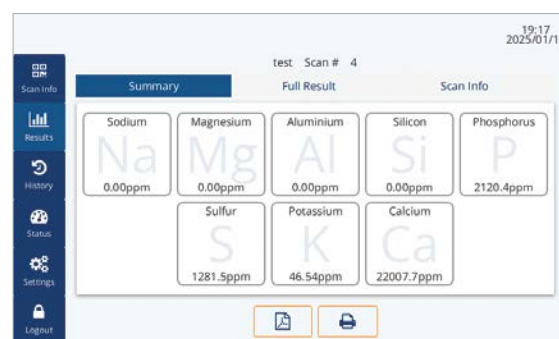 19:17
2025/01/1
test Scan # 4
Scan Info
Summary Full Result Scan Info
Results
History
Status
Settings
Logout
Sodium Magnesium Aluminium Silicon Phosphorus
Na Mg Al Si P
0.00ppm 0.00ppm 0.00ppm 0.00ppm 2120.4ppm
Sulfur Potassium Calcium
S K Ca
1281.5ppm 46.54ppm 22007.7ppm